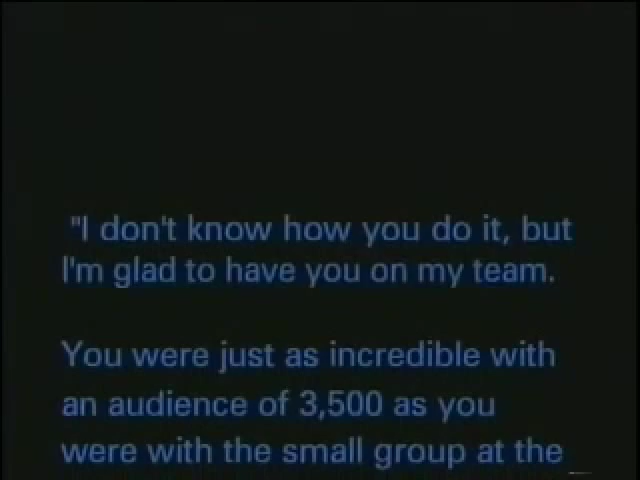 "I don't know how you do it, but
I'm glad to have you on my team.
You were just as incredible with
an audience of 3,500 as you
were with the small group at the